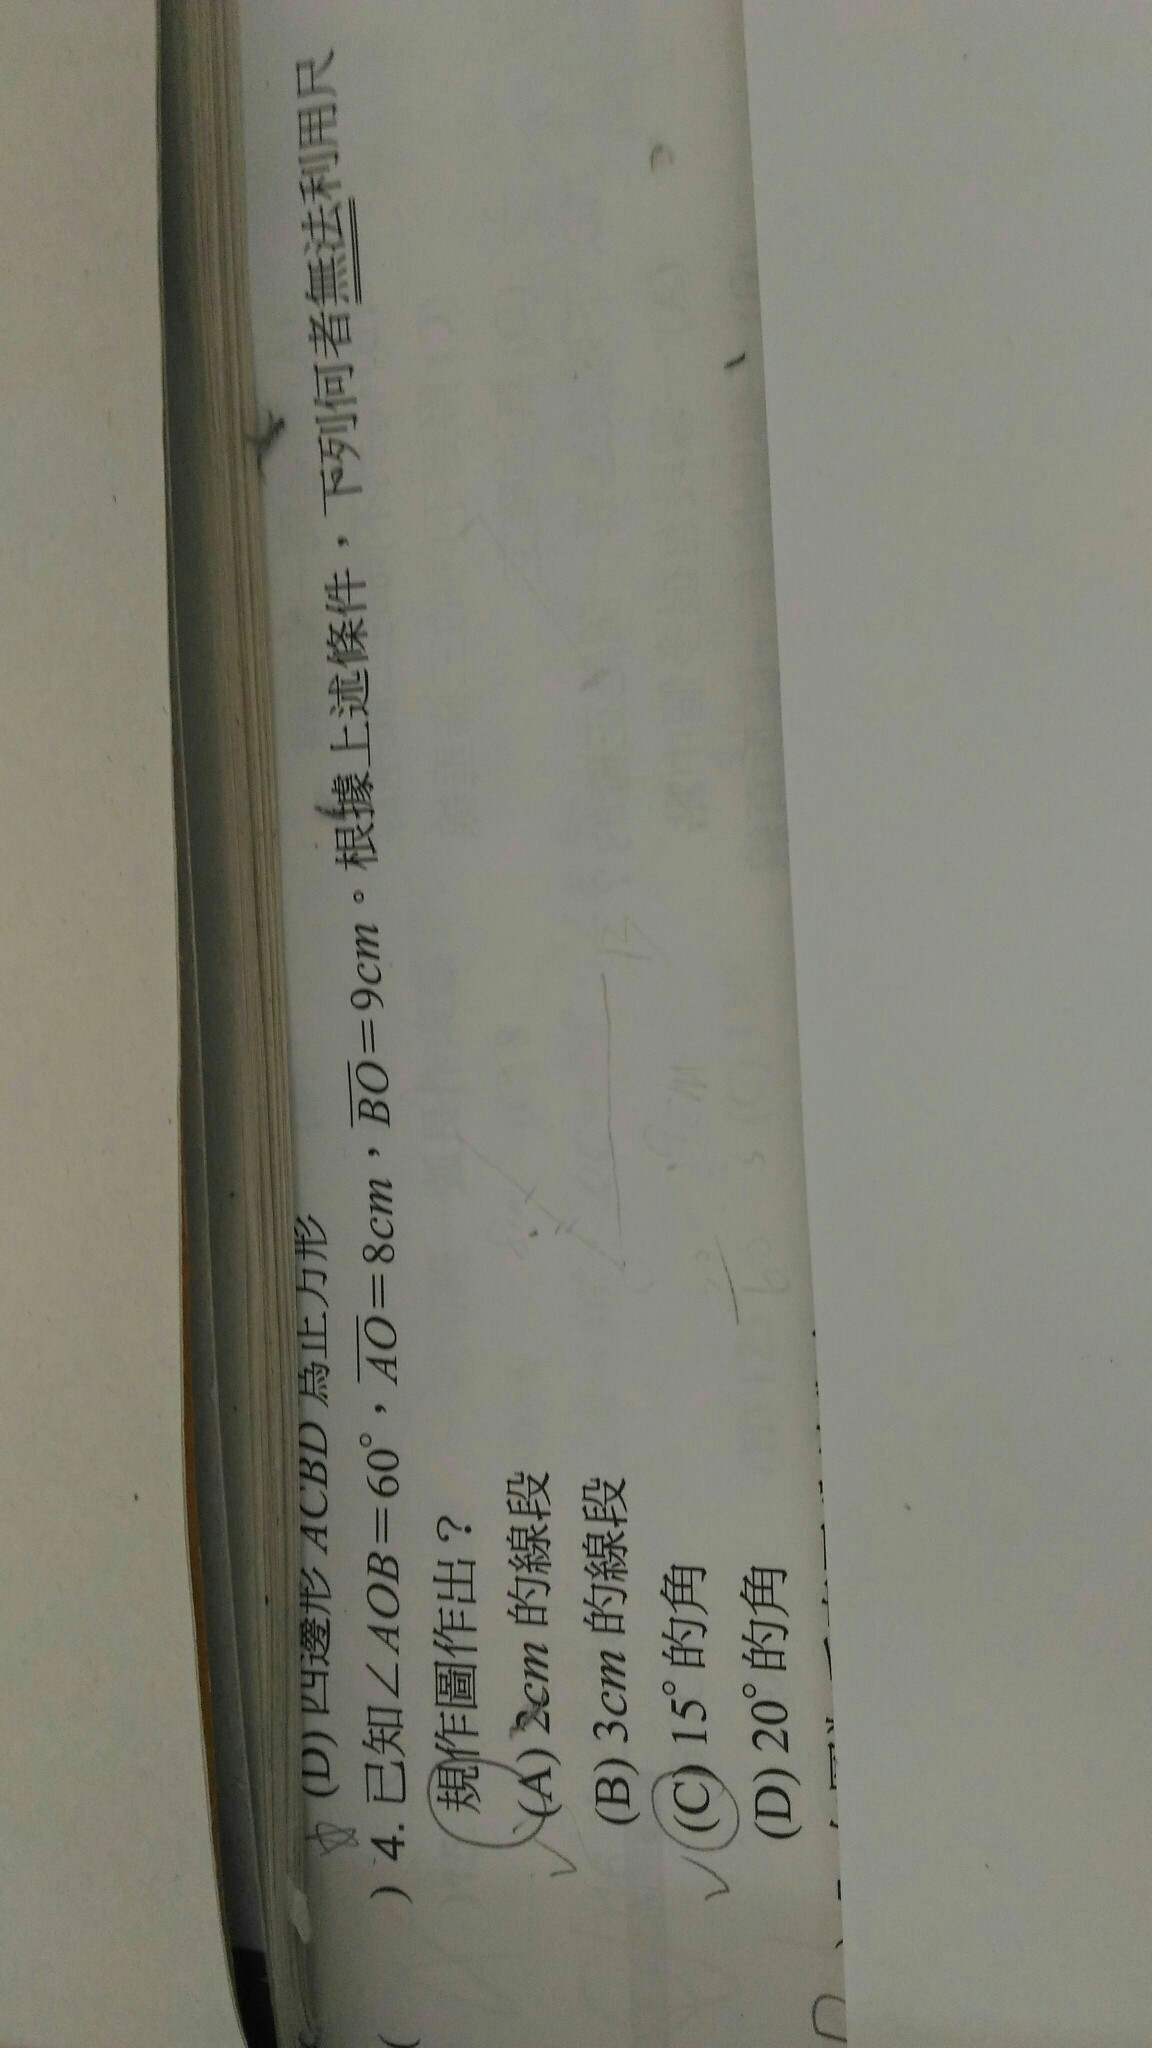 (D) 四邊形 ACBD 為正方形
( ) 4. 已知∠AOB=60°，AO=8cm，BO=9cm。根據上述條件，下列何者無法利用尺
規作圖作出？
(A) 2cm 的線段
(B) 3cm 的線段
(C) 15°的角
(D) 20°的角